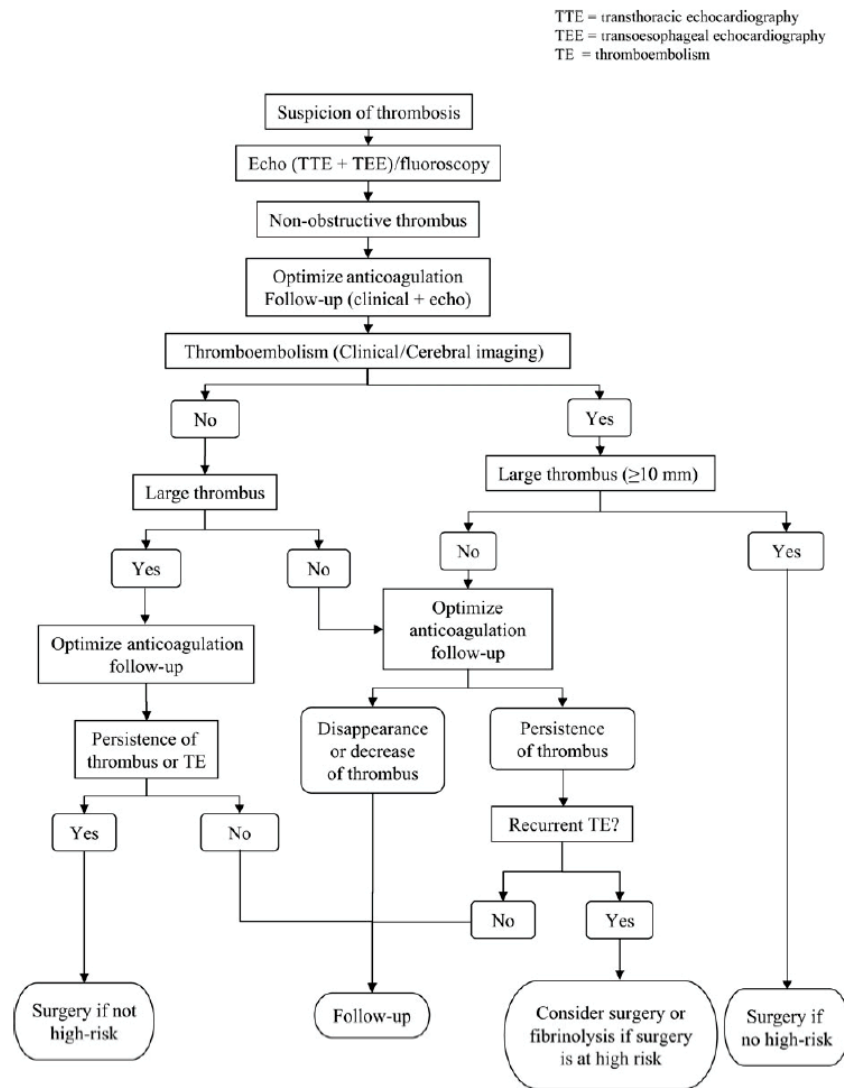 TTE = transthoracic echocardiography
TEE = transoesophageal echocardiography
TE = thromboembolism
Suspicion of thrombosis
Echo (TTE + TEE)/fluoroscopy
Non-obstructive thrombus
Optimize anticoagulation
Follow-up (clinical + echo)
Thromboembolism (Clinical/Cerebral imaging)
No
Yes
Large thrombus
Large thrombus (≥10 mm)
Yes
No
No
Yes
Optimize anticoagulation
follow-up
Optimize
anticoagulation
follow-up
Persistence of
thrombus or TE
Disappearance
or decrease
of thrombus
Persistence
of thrombus
Yes
No
Recurrent TE?
No
Yes
Surgery if not
high-risk
Follow-up
Consider surgery or
fibrinolysis if surgery
is at high risk
Surgery if
no high-risk